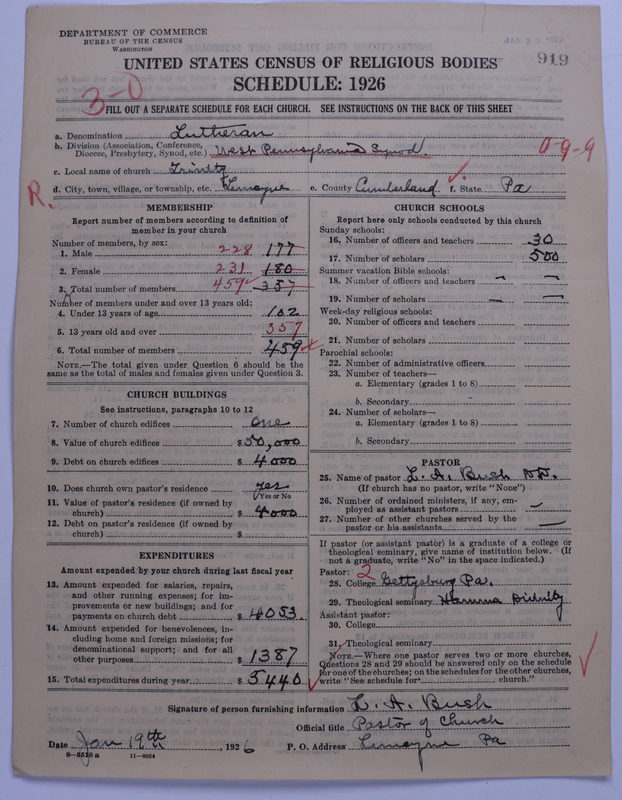 DEPARTMENT OF COMMERCE
BUREAU OF THE CENSUS
WASHINGTON
919
UNITED STATES CENSUS OF RELIGIOUS BODIES
SCHEDULE: 1926
3-0
FILL OUT A SEPARATE SCHEDULE FOR EACH CHURCH. SEE INSTRUCTIONS ON THE BACK OF THIS SHEET
a. Denomination Lutheran
b. Division (Association, Conference,
Diocese, Presbytery, Synod, etc.) West Pennsylvania Synod. 0-9-9
c. Local name of church Trinity
R. d. City, town, village, or township, etc. Lemoyne e. County Cumberland f. State Pa
MEMBERSHIP
Report number of members according to definition of
member in your church
Number of members, by sex:
1. Male 228 177
2. Female 231 180
3. Total number of members 459 357
Number of members under and over 13 years old:
4. Under 13 years of age 102
5. 13 years old and over 357
6. Total number of members 459
NOTE.—The total given under Question 6 should be the
same as the total of males and females given under Question 3.
CHURCH BUILDINGS
See instructions, paragraphs 10 to 12
7. Number of church edifices one
8. Value of church edifices $50,000
9. Debt on church edifices $4000
10. Does church own pastor's residence yes
Yes or No
11. Value of pastor's residence (if owned by
church) $4000
12. Debt on pastor's residence (if owned by
church) $
EXPENDITURES
Amount expended by your church during last fiscal year
13. Amount expended for salaries, repairs,
and other running expenses; for im-
provements or new buildings; and for
payments on church debt $4053.
14. Amount expended for benevolences, in-
cluding home and foreign missions; for
denominational support; and for all
other purposes $1387
15. Total expenditures during year $5440
CHURCH SCHOOLS
Report here only schools conducted by this church
Sunday schools:
16. Number of officers and teachers 30
17. Number of scholars 500
Summer vacation Bible schools:
18. Number of officers and teachers — —
19. Number of scholars — —
Week-day religious schools:
20. Number of officers and teachers
21. Number of scholars
Parochial schools:
22. Number of administrative officers
23. Number of teachers—
a. Elementary (grades 1 to 8)
b. Secondary
24. Number of scholars—
a. Elementary (grades 1 to 8)
b. Secondary
PASTOR
25. Name of pastor L. A. Bush DD.
(If church has no pastor, write "None")
26. Number of ordained ministers, if any, em-
ployed as assistant pastors —
27. Number of other churches served by the
pastor or his assistants —
If pastor (or assistant pastor) is a graduate of a college or
theological seminary, give name of institution below. (If
not a graduate, write "No" in the space indicated.)
Pastor: 2
28. College Gettysburg Pa.
29. Theological seminary Hamma Divinity
Assistant pastor:
30. College
31. Theological seminary
NOTE.—Where one pastor serves two or more churches,
Questions 28 and 29 should be answered only on the schedule
for one of the churches; on the schedules for the other churches,
write "See schedule for church."
Signature of person furnishing information L. A. Bush
Official title Pastor of Church
Date Jan 19th, 1926 P. O. Address Lemoyne Pa
8—5518 a 11—9054